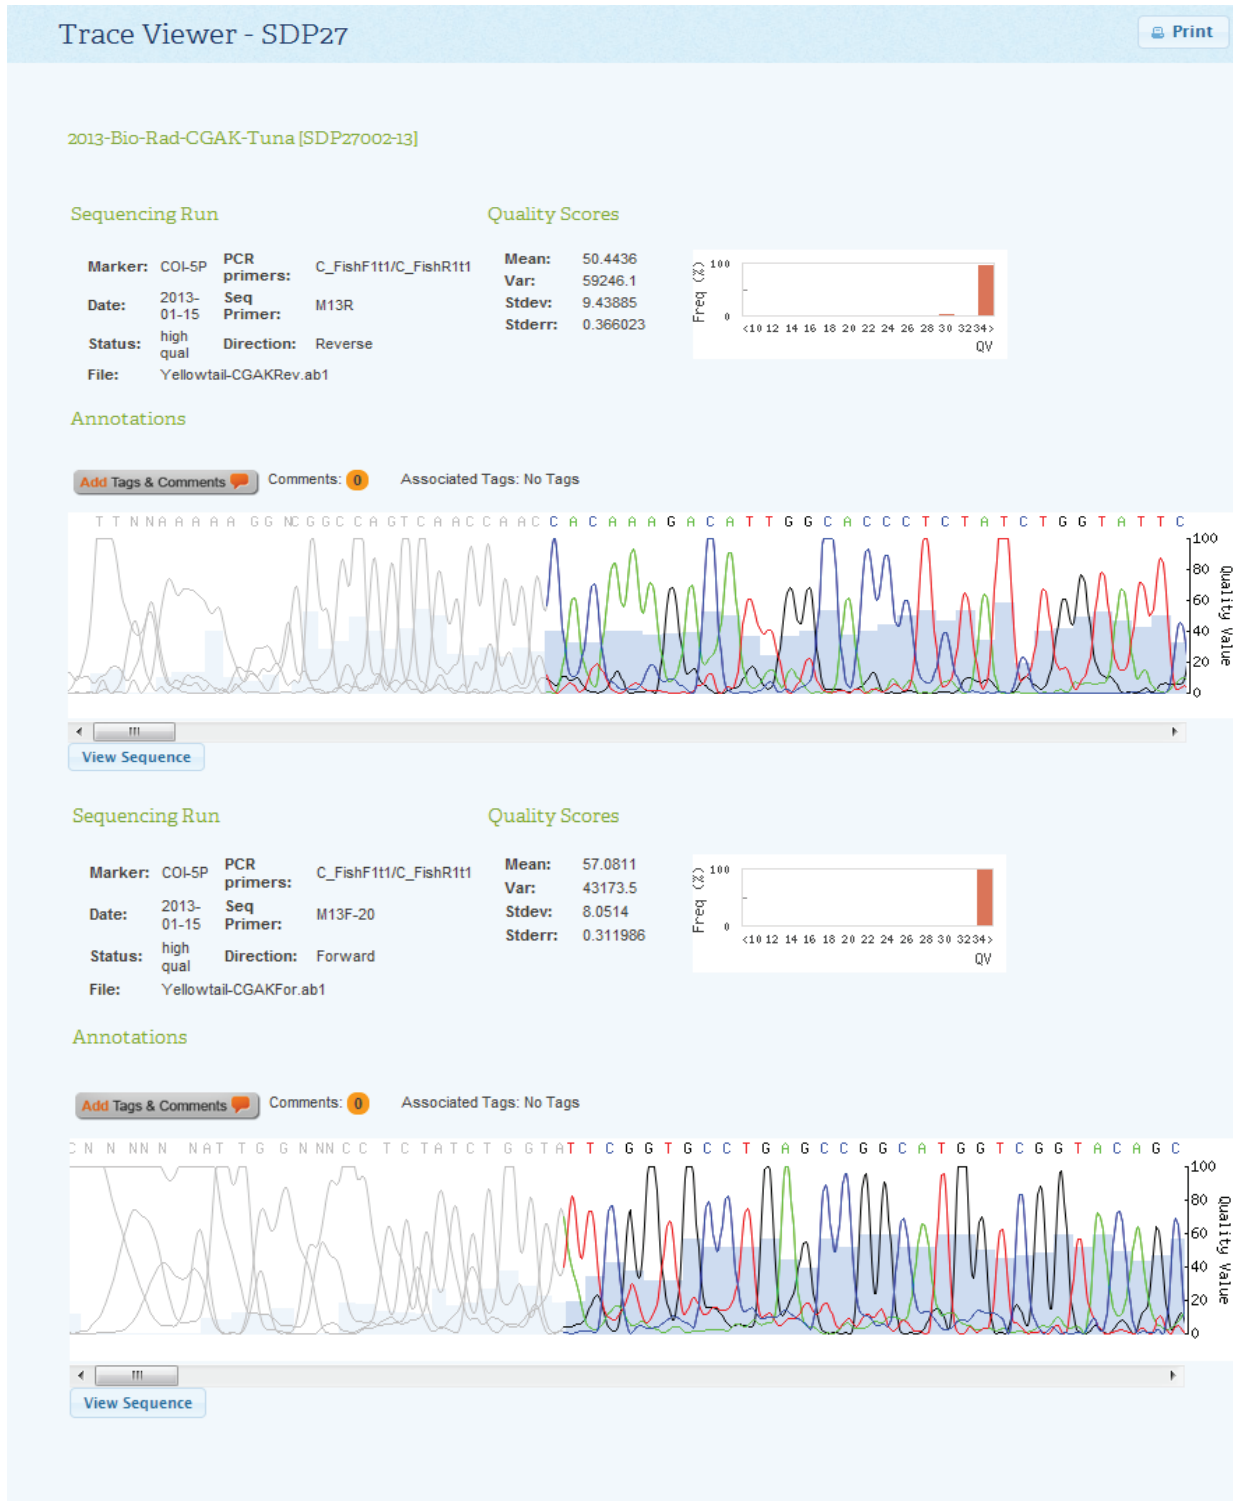 Trace Viewer - SDP27
Print
2013-Bio-Rad-CGAK-Tuna [SDP27002-13]
Sequencing Run
Marker: COI-5P PCR primers: C_FishF1t1/C_FishR1t1
Date: 2013-01-15 Seq Primer: M13R
Status: high qual Direction: Reverse
File: Yellowtail-CGAKRev.ab1
Quality Scores
Mean: 50.4436
Var: 59246.1
Stdev: 9.43885
Stderr: 0.366023
Freq (%)
100
0
<10 12 14 16 18 20 22 24 26 28 30 32 34>
QV
Annotations
Add Tags & Comments Comments: 0 Associated Tags: No Tags
T T N N A A A A A A G G N C G G C C A G T C A A C C A A C C A C A A A G A C A T T G G C A C C C T C T A T C T G G T A T T C
100
80
60
40
20
0
Quality Value
View Sequence
Sequencing Run
Marker: COI-5P PCR primers: C_FishF1t1/C_FishR1t1
Date: 2013-01-15 Seq Primer: M13F-20
Status: high qual Direction: Forward
File: Yellowtail-CGAKFor.ab1
Quality Scores
Mean: 57.0811
Var: 43173.5
Stdev: 8.0514
Stderr: 0.311986
Freq (%)
100
0
<10 12 14 16 18 20 22 24 26 28 30 32 34>
QV
Annotations
Add Tags & Comments Comments: 0 Associated Tags: No Tags
C N N N N N N A T T G G N N N C C T C T A T C T G G T A T T C G G T G C C T G A G C C G G C A T G G T C G G T A C A G C
100
80
60
40
20
0
Quality Value
View Sequence